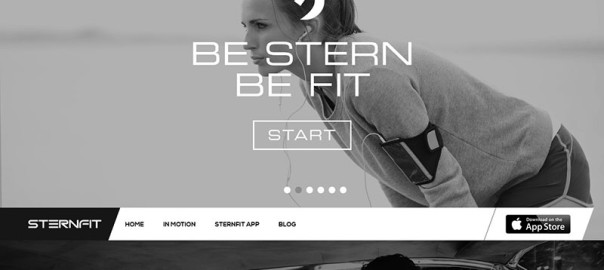 BE STERN
BE FIT
START
STERNFIT
HOME
IN MOTION
STERNFIT APP
BLOG
Download on the
App Store